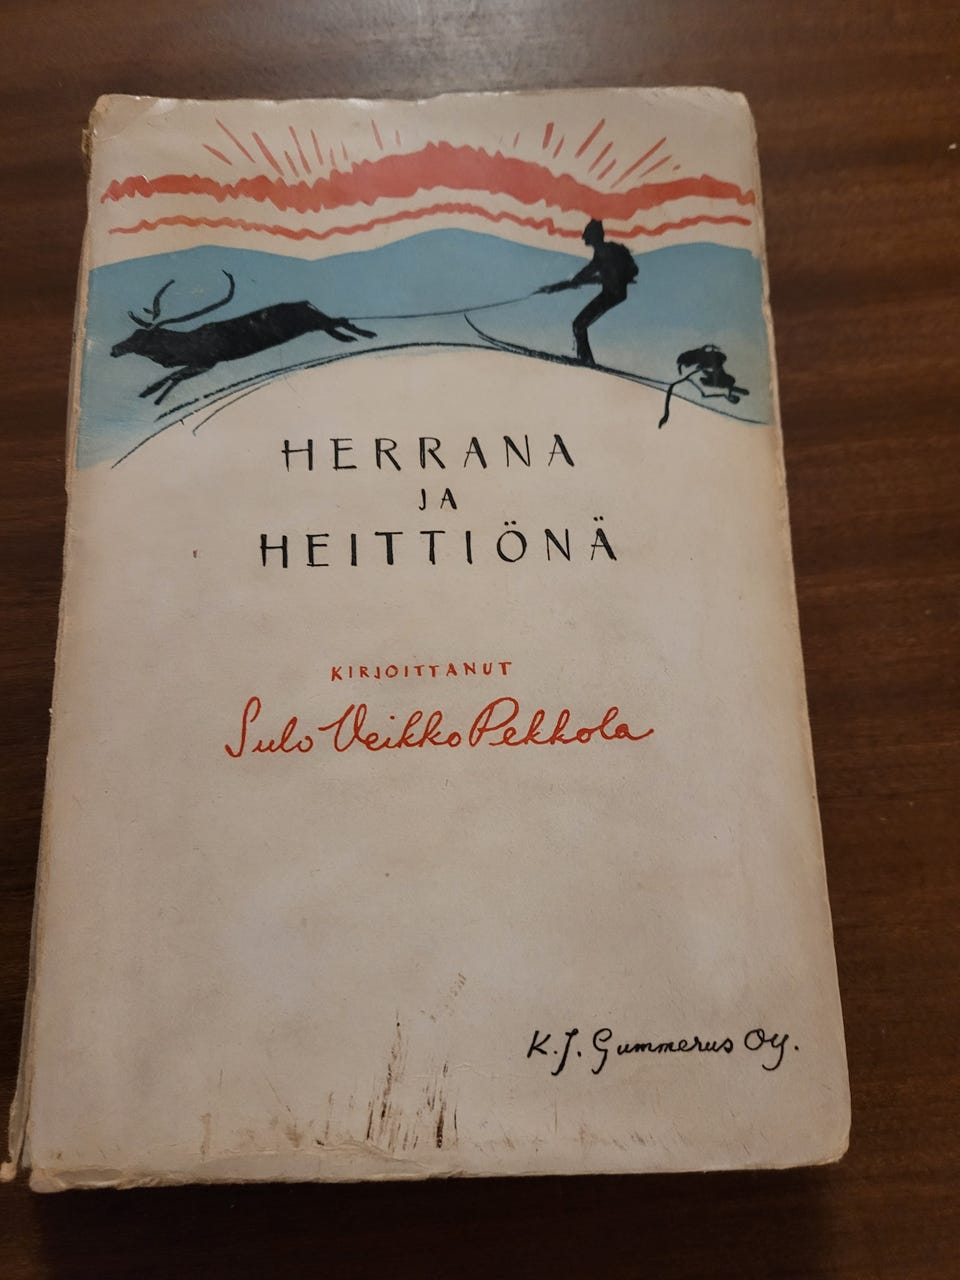 HERRANA
JA
HEITTIÖNÄ
KIRJOITTANUT
Sulo Veikko Pekkola
K. J. Gummerus Oy.